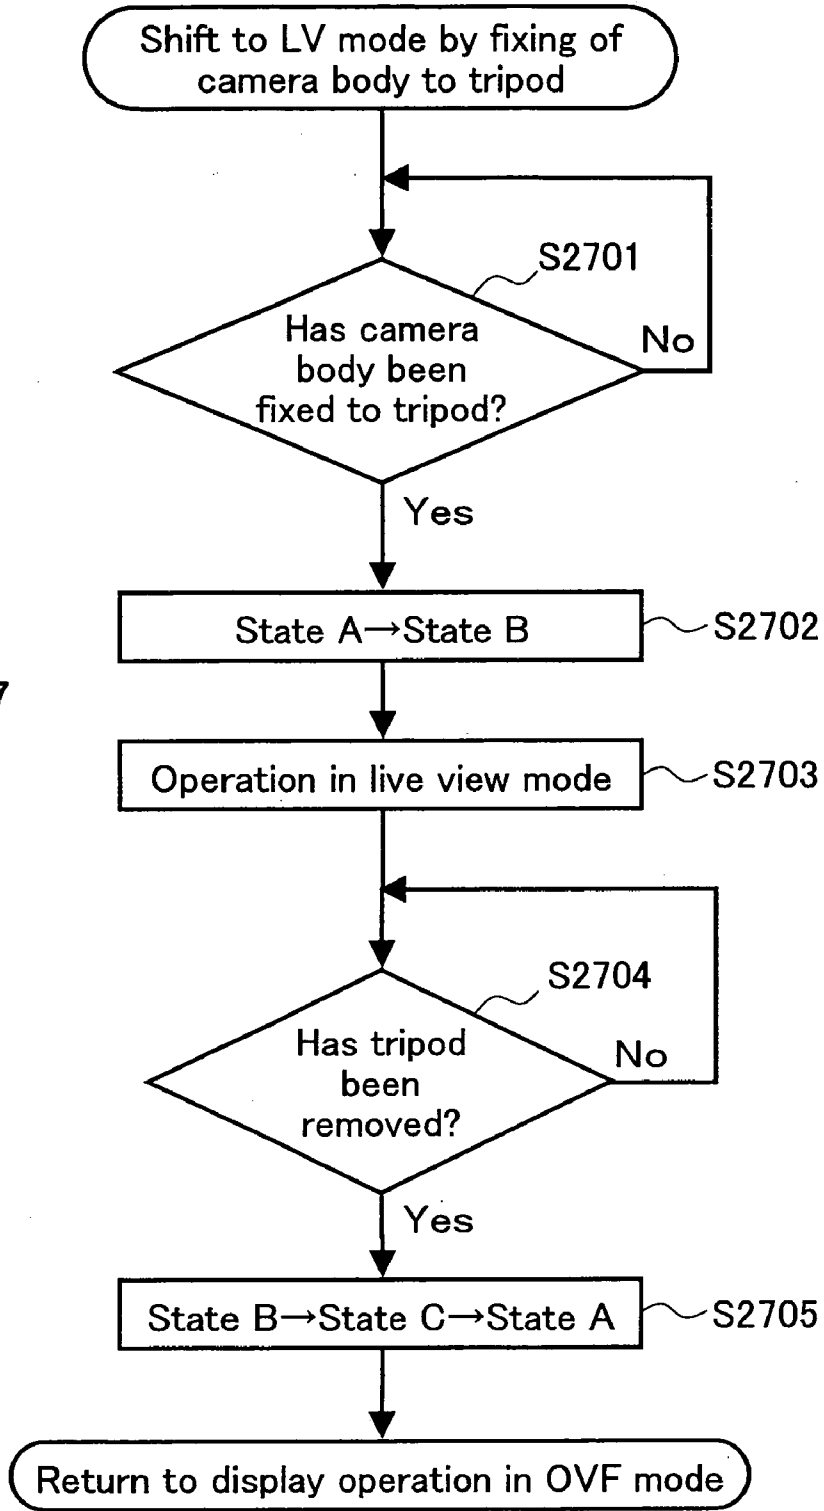 Shift to LV mode by fixing of
camera body to tripod
S2701
Has camera
body been
fixed to tripod?
No
Yes
State A→State B
S2702
7
Operation in live view mode
S2703
S2704
Has tripod
been
removed?
No
Yes
State B→State C→State A
S2705
Return to display operation in OVF mode